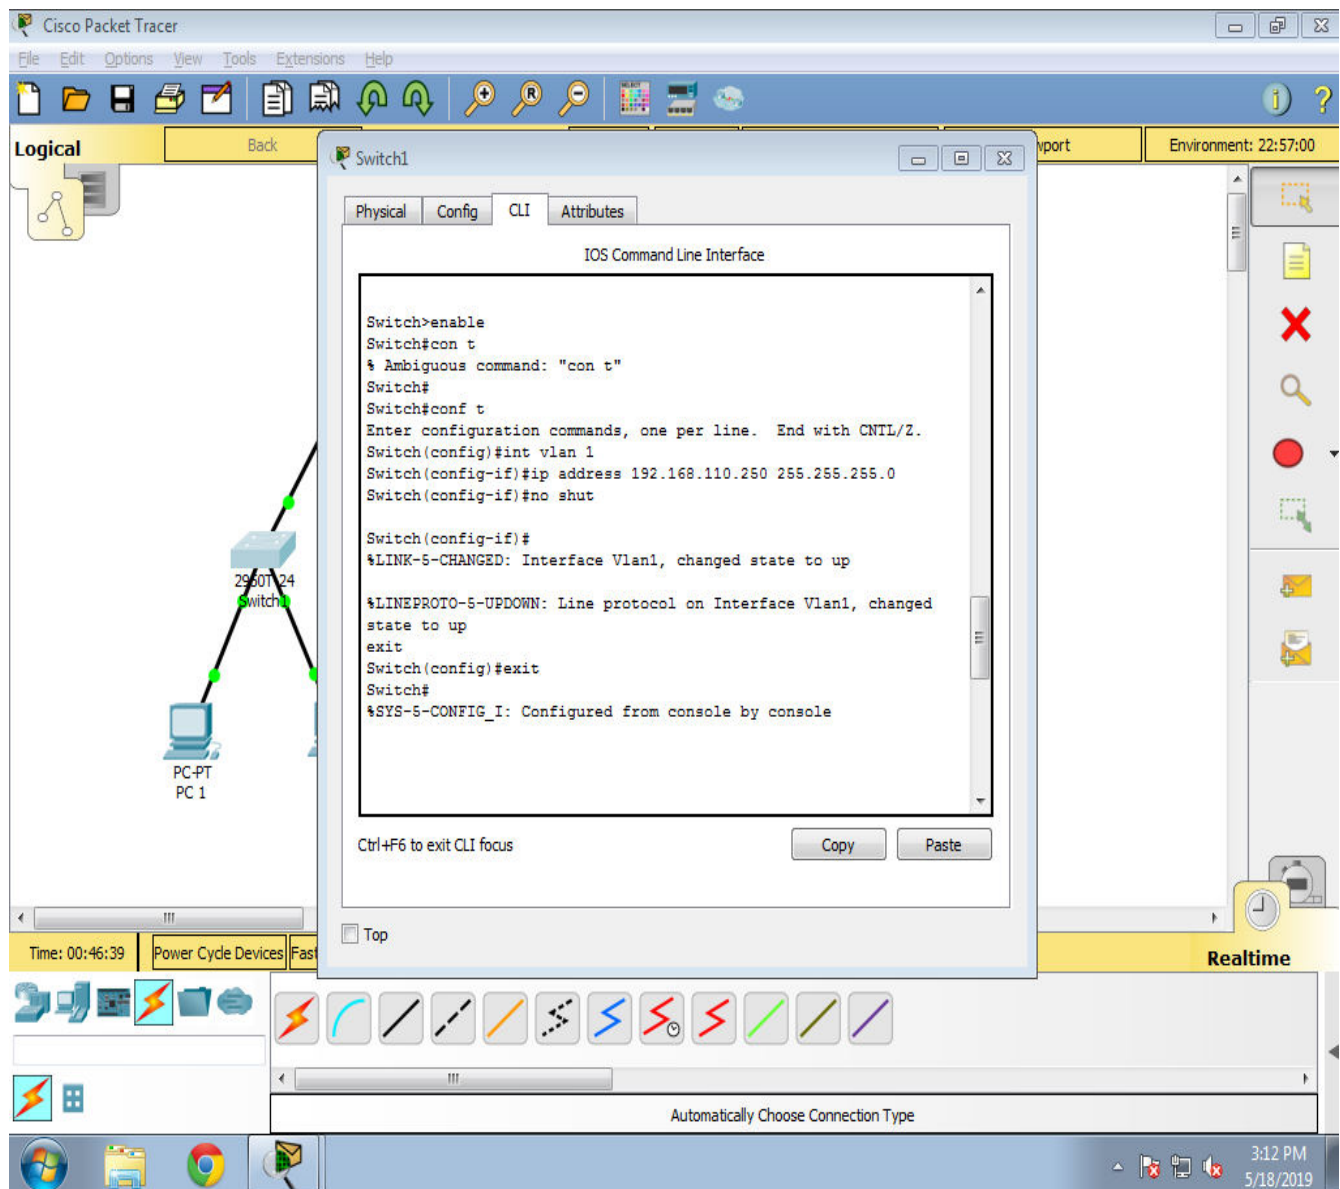 Cisco Packet Tracer
File Edit Options View Tools Extensions Help
Logical
Back
vport
Environment: 22:57:00
Switch1
Physical Config CLI Attributes
IOS Command Line Interface
Switch>enable
Switch#con t
% Ambiguous command: "con t"
Switch#
Switch#conf t
Enter configuration commands, one per line.  End with CNTL/Z.
Switch(config)#int vlan 1
Switch(config-if)#ip address 192.168.110.250 255.255.255.0
Switch(config-if)#no shut
Switch(config-if)#
%LINK-5-CHANGED: Interface Vlan1, changed state to up
%LINEPROTO-5-UPDOWN: Line protocol on Interface Vlan1, changed
state to up
exit
Switch(config)#exit
Switch#
%SYS-5-CONFIG_I: Configured from console by console
Ctrl+F6 to exit CLI focus
Copy
Paste
Top
2950T-24
Switch1
PC-PT
PC 1
Time: 00:46:39
Power Cycle Devices
Fast
Realtime
Automatically Choose Connection Type
3:12 PM
5/18/2019